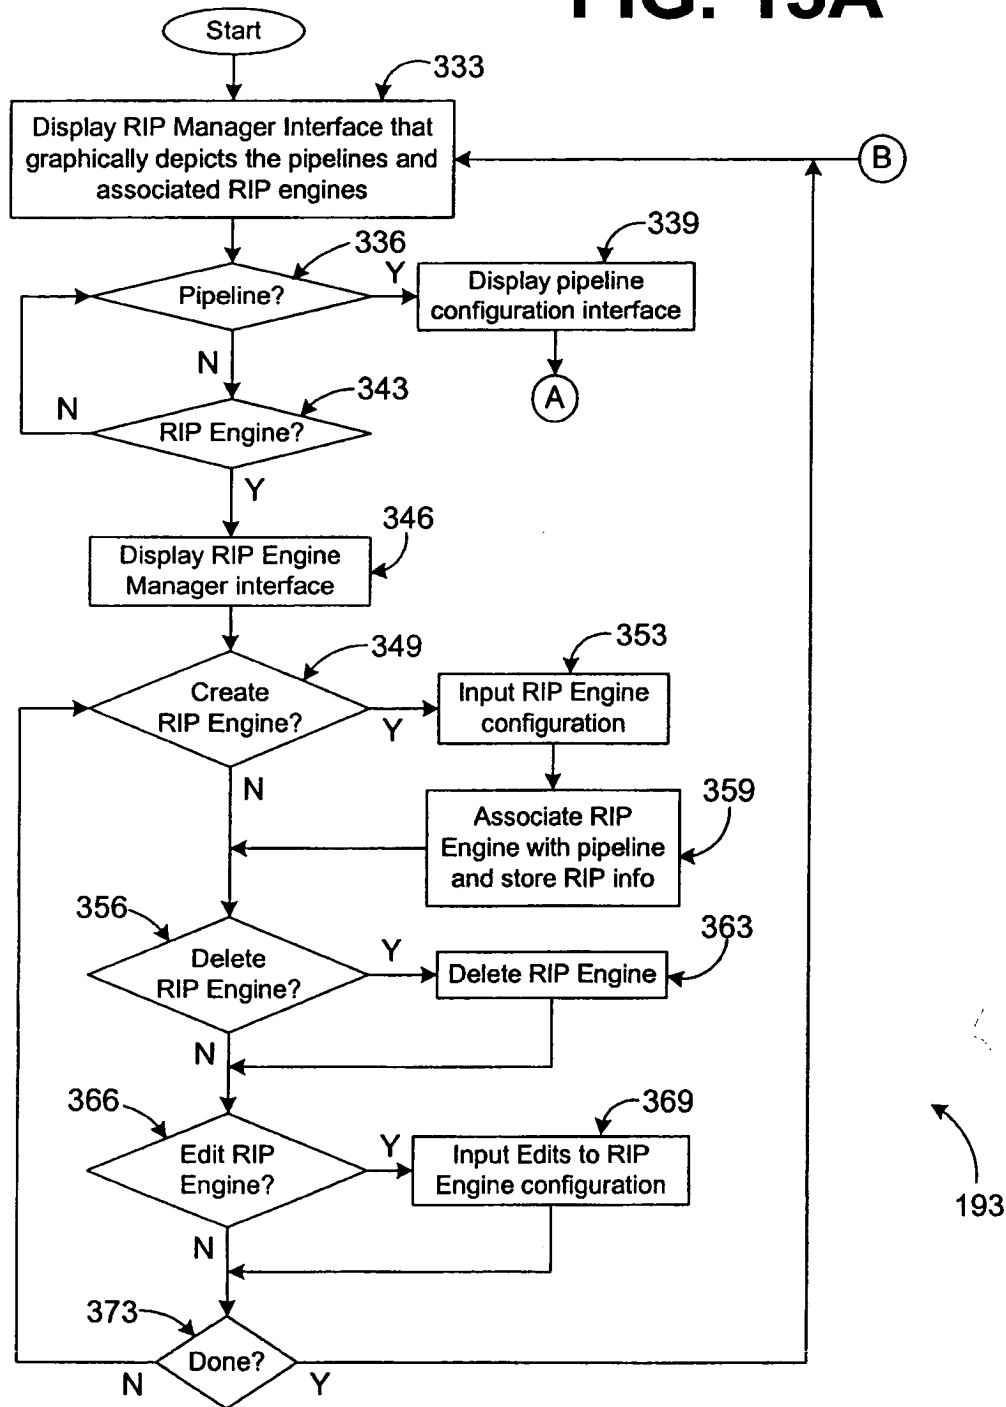 FIG. 13A
Start
333
Display RIP Manager Interface that
graphically depicts the pipelines and
associated RIP engines
B
336
339
Pipeline?
Y
Display pipeline
configuration interface
N
A
343
N
RIP Engine?
Y
346
Display RIP Engine
Manager interface
349
353
Create
RIP Engine?
Y
Input RIP Engine
configuration
N
359
Associate RIP
Engine with pipeline
and store RIP info
356
363
Delete
RIP Engine?
Y
Delete RIP Engine
N
366
369
Edit RIP
Engine?
Y
Input Edits to RIP
Engine configuration
193
N
373
Done?
N
Y